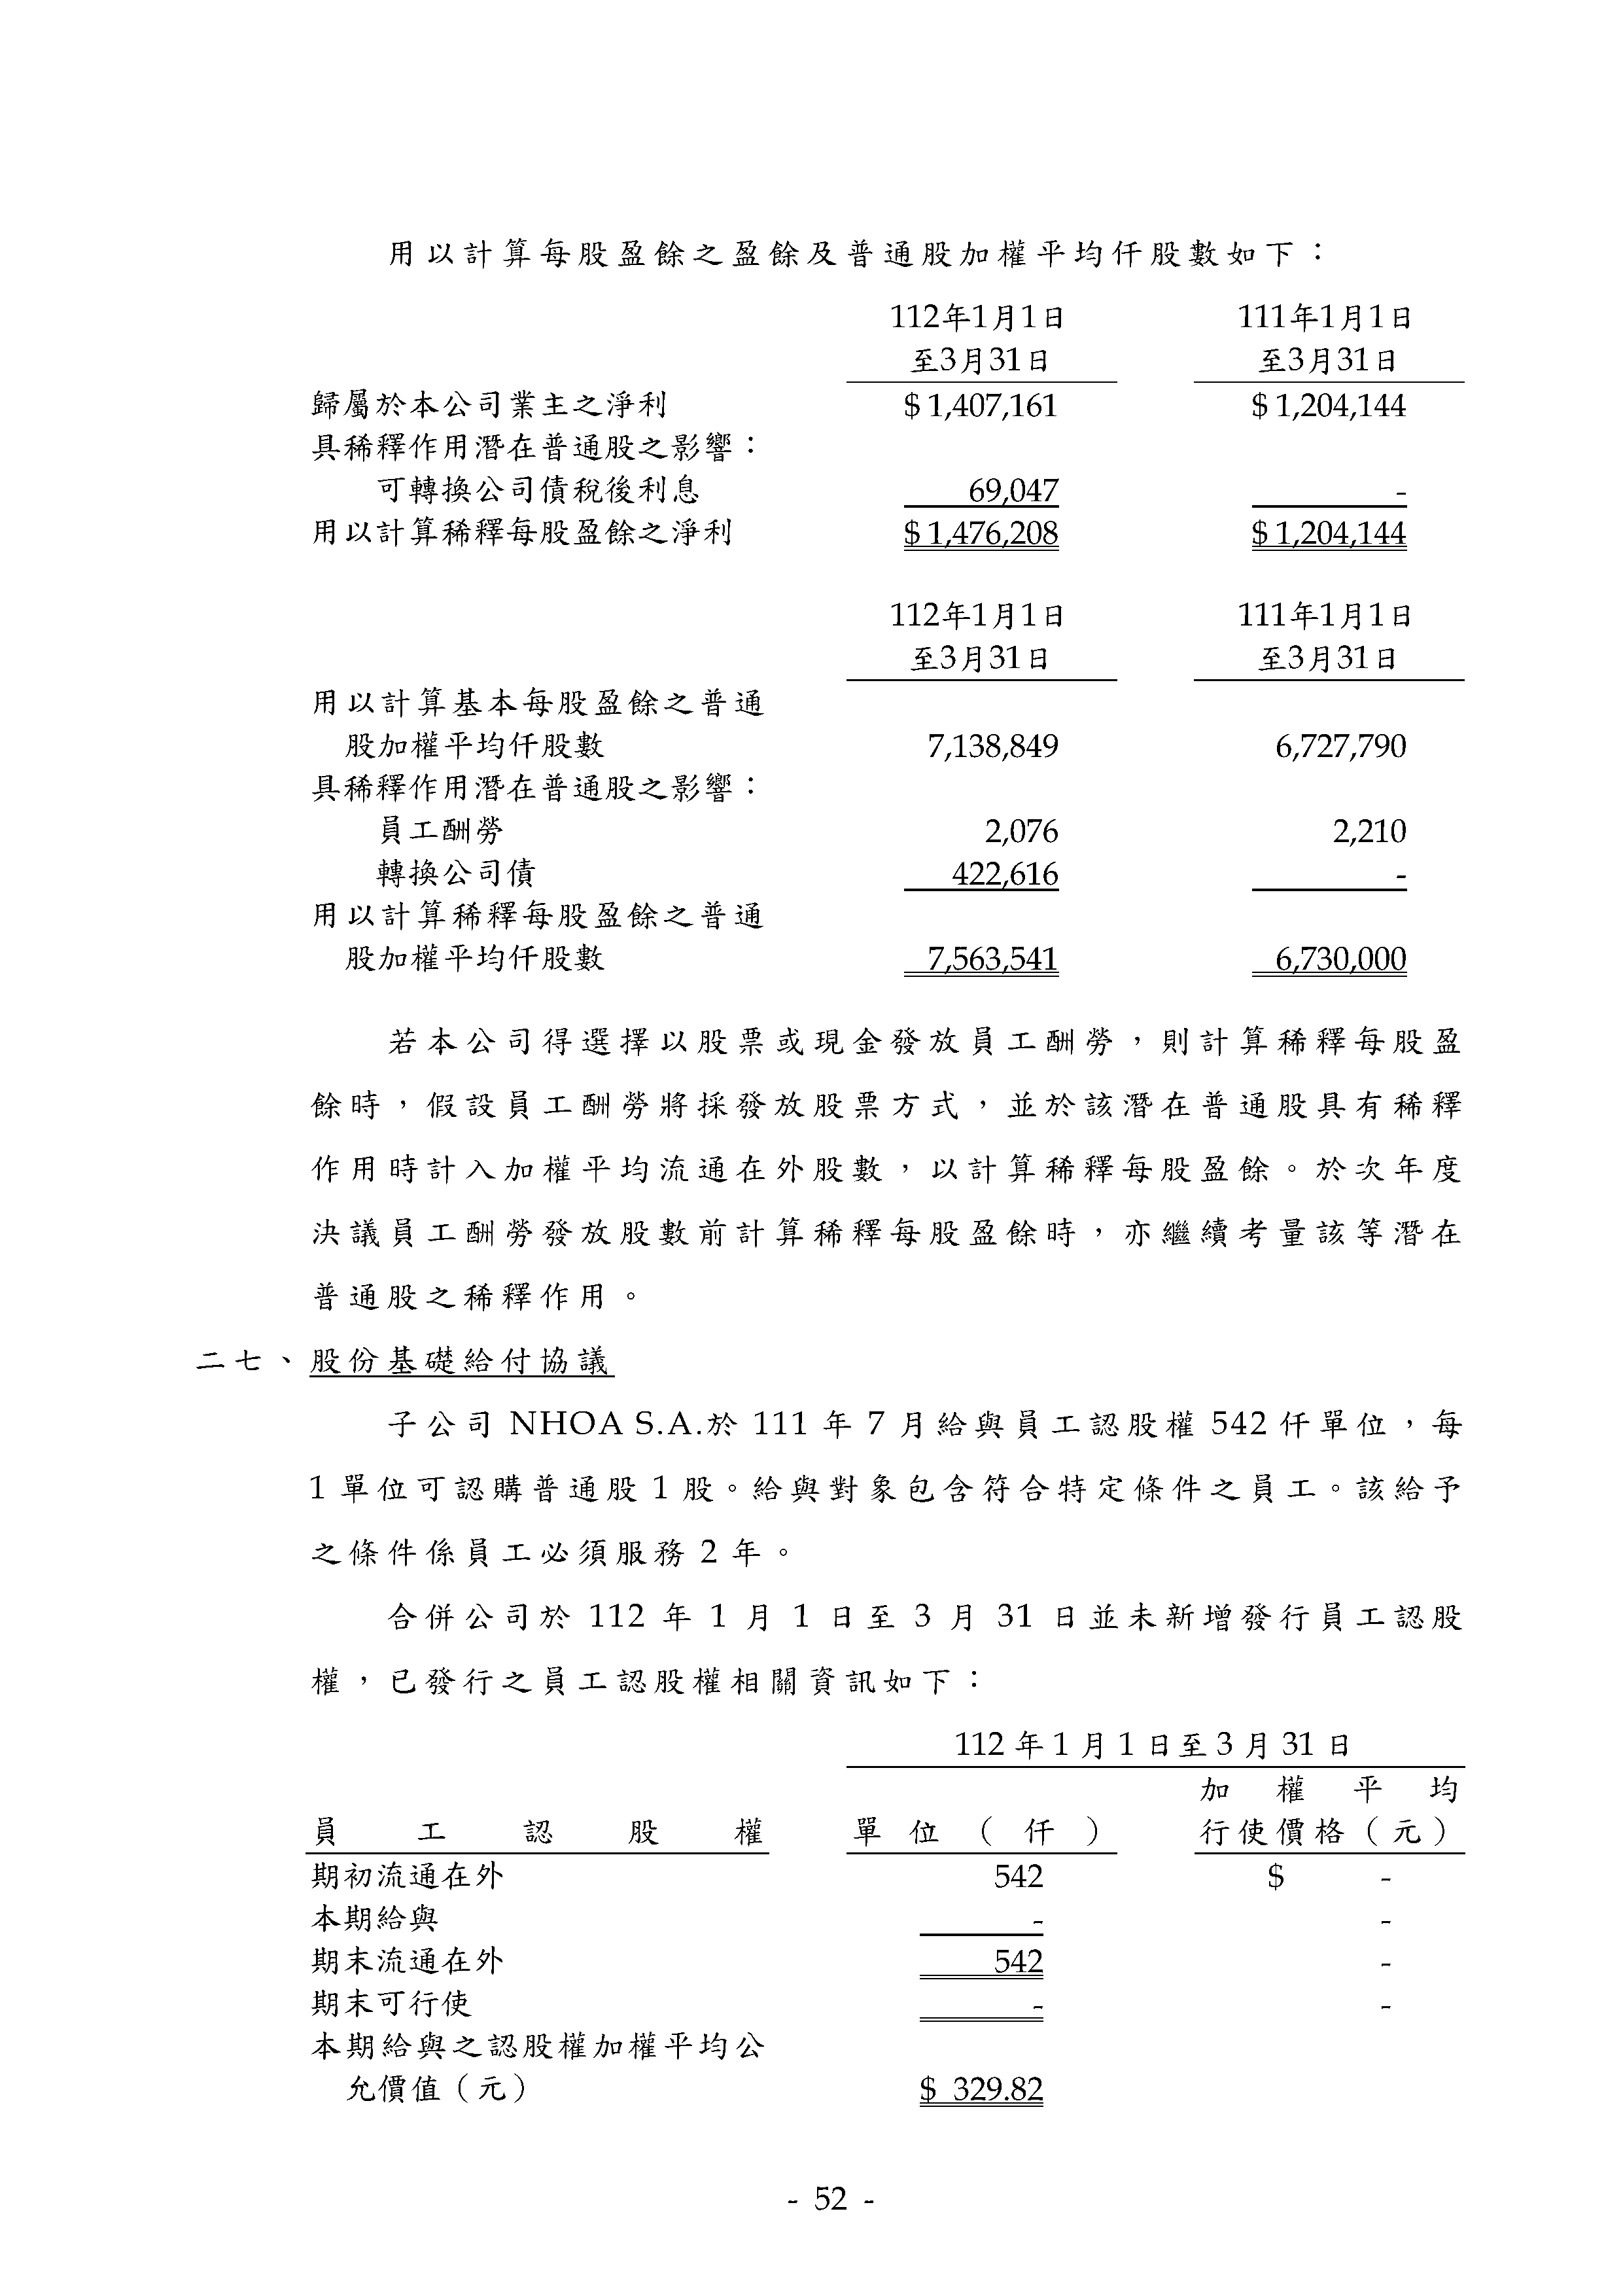 用以計算每股盈餘之盈餘及普通股加權平均仟股數如下：
112年1月1日 111年1月1日
至3月31日 至3月31日
歸屬於本公司業主之淨利 $ 1,407,161 $ 1,204,144
具稀釋作用潛在普通股之影響：
可轉換公司債稅後利息 69,047 -
用以計算稀釋每股盈餘之淨利 $ 1,476,208 $ 1,204,144
112年1月1日 111年1月1日
至3月31日 至3月31日
用以計算基本每股盈餘之普通
股加權平均仟股數 7,138,849 6,727,790
具稀釋作用潛在普通股之影響：
員工酬勞 2,076 2,210
轉換公司債 422,616 -
用以計算稀釋每股盈餘之普通
股加權平均仟股數 7,563,541 6,730,000
若本公司得選擇以股票或現金發放員工酬勞，則計算稀釋每股盈
餘時，假設員工酬勞將採發放股票方式，並於該潛在普通股具有稀釋
作用時計入加權平均流通在外股數，以計算稀釋每股盈餘。於次年度
決議員工酬勞發放股數前計算稀釋每股盈餘時，亦繼續考量該等潛在
普通股之稀釋作用。
二七、股份基礎給付協議
子公司 NHOA S.A.於 111 年 7 月給與員工認股權 542 仟單位，每
1 單位可認購普通股 1 股。給與對象包含符合特定條件之員工。該給予
之條件係員工必須服務 2 年。
合併公司於 112 年 1 月 1 日至 3 月 31 日並未新增發行員工認股
權，已發行之員工認股權相關資訊如下：
112 年 1 月 1 日至 3 月 31 日
加權平均
員工認股權 單位（仟） 行使價格（元）
期初流通在外 542 $ -
本期給與 - -
期末流通在外 542 -
期末可行使 - -
本期給與之認股權加權平均公
允價值（元） $ 329.82
- 52 -